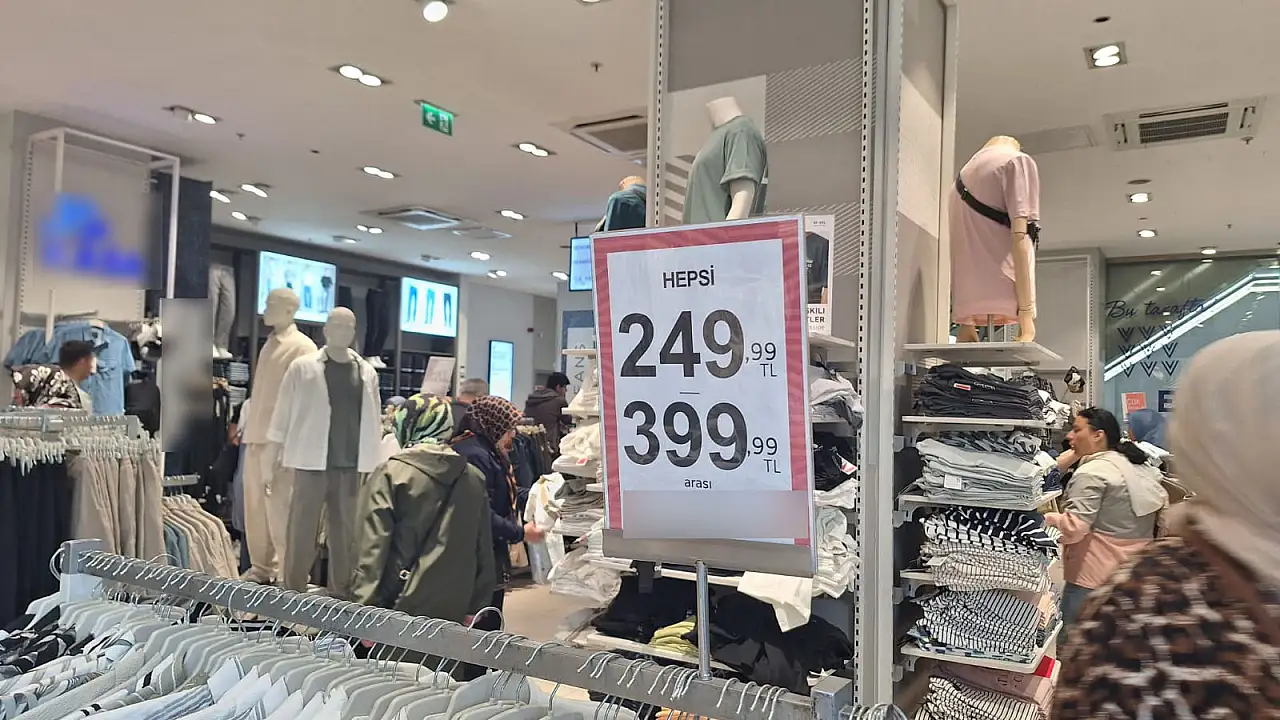 HEPSİ
249,99 TL
399,99 TL
arası
Bu tarafta